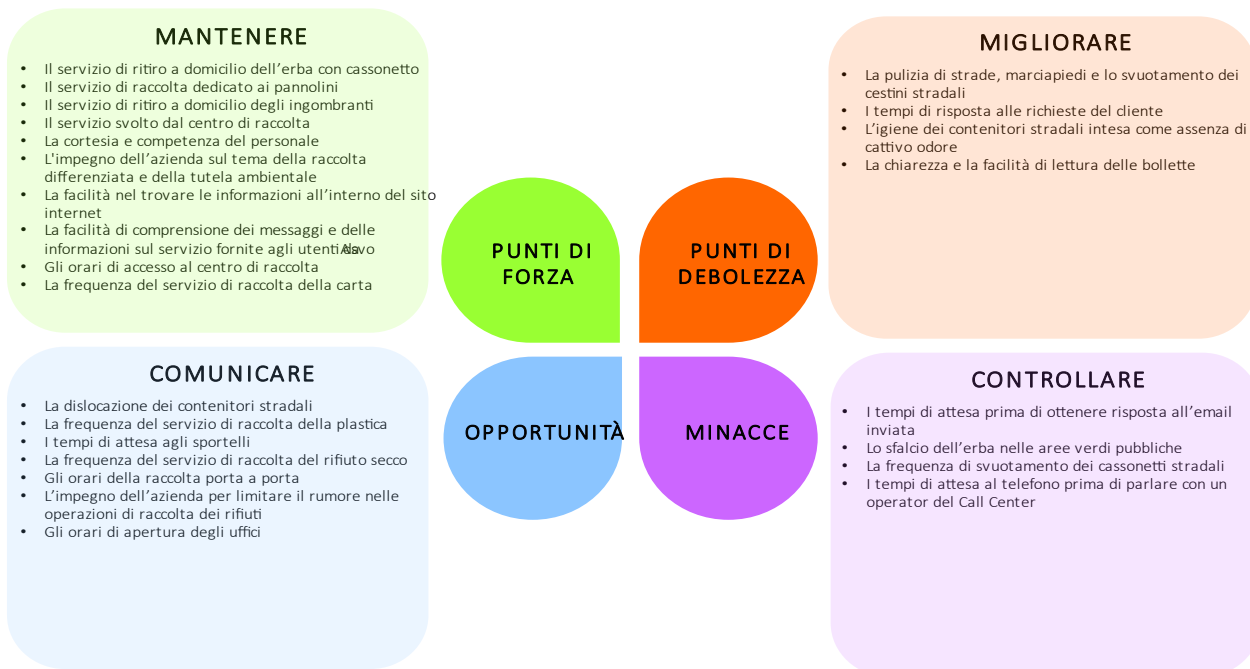 MANTENERE
• Il servizio di ritiro a domicilio dell’erba con cassonetto
• Il servizio di raccolta dedicato ai pannolini
• Il servizio di ritiro a domicilio degli ingombranti
• Il servizio svolto dal centro di raccolta
• La cortesia e competenza del personale
• L'impegno dell’azienda sul tema della raccolta
differenziata e della tutela ambientale
• La facilità nel trovare le informazioni all’interno del sito
internet
• La facilità di comprensione dei messaggi e delle
informazioni sul servizio fornite agli utenti
• Gli orari di accesso al centro di raccolta
• La frequenza del servizio di raccolta della carta
MIGLIORARE
• La pulizia di strade, marciapiedi e lo svuotamento dei
cestini stradali
• I tempi di risposta alle richieste del cliente
• L’igiene dei contenitori stradali intesa come assenza di
cattivo odore
• La chiarezza e la facilità di lettura delle bollette
PUNTI DI
FORZA
PUNTI DI
DEBOLEZZA
OPPORTUNITÀ
MINACCE
COMUNICARE
• La dislocazione dei contenitori stradali
• La frequenza del servizio di raccolta della plastica
• I tempi di attesa agli sportelli
• La frequenza del servizio di raccolta del rifiuto secco
• Gli orari della raccolta porta a porta
• L’impegno dell’azienda per limitare il rumore nelle
operazioni di raccolta dei rifiuti
• Gli orari di apertura degli uffici
CONTROLLARE
• I tempi di attesa prima di ottenere risposta all’email
inviata
• Lo sfalcio dell’erba nelle aree verdi pubbliche
• La frequenza di svuotamento dei cassonetti stradali
• I tempi di attesa al telefono prima di parlare con un
operator del Call Center